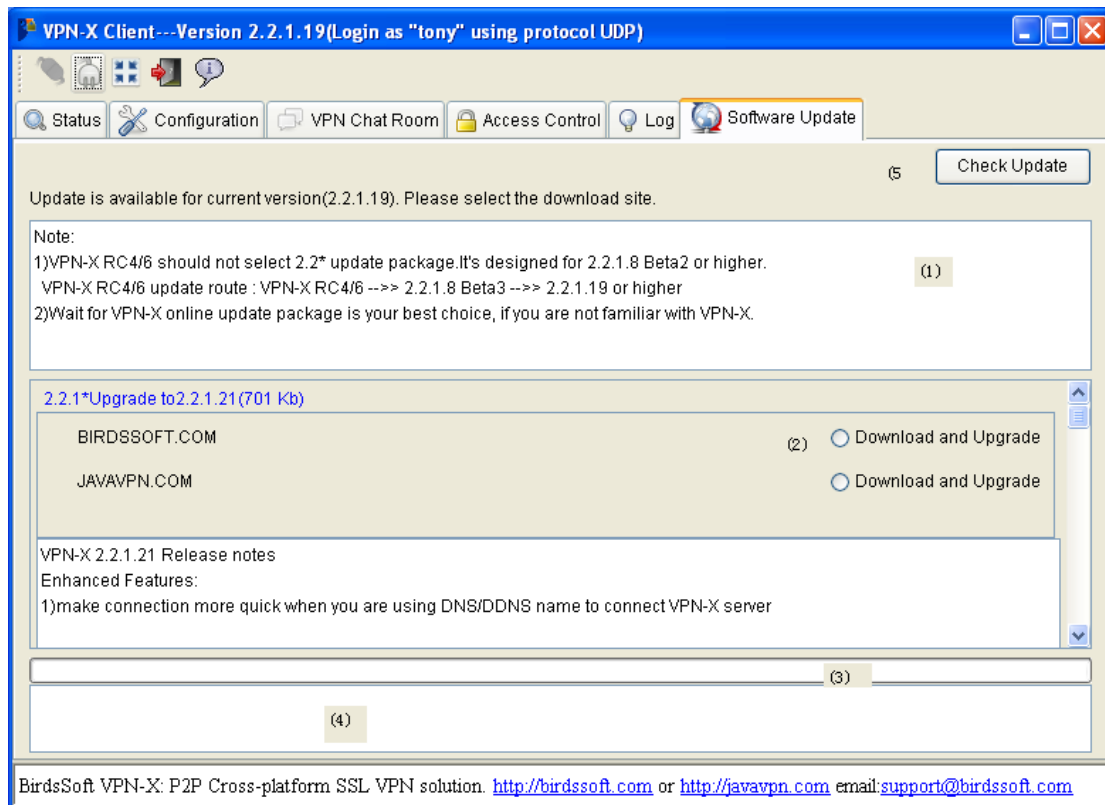 VPN-X Client---Version 2.2.1.19(Login as "tony" using protocol UDP)
Status Configuration VPN Chat Room Access Control Log Software Update
(5 Check Update
Update is available for current version(2.2.1.19). Please select the download site.
Note:
1)VPN-X RC4/6 should not select 2.2* update package.It's designed for 2.2.1.8 Beta2 or higher.
(1)
VPN-X RC4/6 update route : VPN-X RC4/6 -->> 2.2.1.8 Beta3 -->> 2.2.1.19 or higher
2)Wait for VPN-X online update package is your best choice, if you are not familiar with VPN-X.
2.2.1*Upgrade to2.2.1.21(701 Kb)
BIRDSSOFT.COM (2) Download and Upgrade
JAVAVPN.COM Download and Upgrade
VPN-X 2.2.1.21 Release notes
Enhanced Features:
1)make connection more quick when you are using DNS/DDNS name to connect VPN-X server
(3)
(4)
BirdsSoft VPN-X: P2P Cross-platform SSL VPN solution. http://birdssoft.com or http://javavpn.com email:support@birdssoft.com